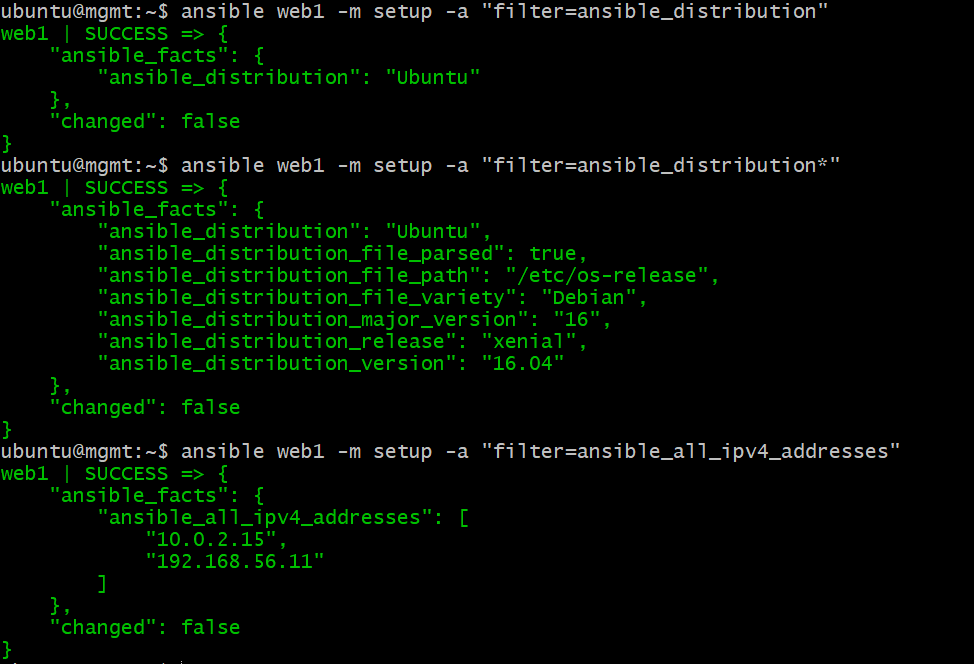 ubuntu@mgmt:~$ ansible web1 -m setup -a "filter=ansible_distribution"
web1 | SUCCESS => {
    "ansible_facts": {
        "ansible_distribution": "Ubuntu"
    },
    "changed": false
}
ubuntu@mgmt:~$ ansible web1 -m setup -a "filter=ansible_distribution*"
web1 | SUCCESS => {
    "ansible_facts": {
        "ansible_distribution": "Ubuntu",
        "ansible_distribution_file_parsed": true,
        "ansible_distribution_file_path": "/etc/os-release",
        "ansible_distribution_file_variety": "Debian",
        "ansible_distribution_major_version": "16",
        "ansible_distribution_release": "xenial",
        "ansible_distribution_version": "16.04"
    },
    "changed": false
}
ubuntu@mgmt:~$ ansible web1 -m setup -a "filter=ansible_all_ipv4_addresses"
web1 | SUCCESS => {
    "ansible_facts": {
        "ansible_all_ipv4_addresses": [
            "10.0.2.15",
            "192.168.56.11"
        ]
    },
    "changed": false
}